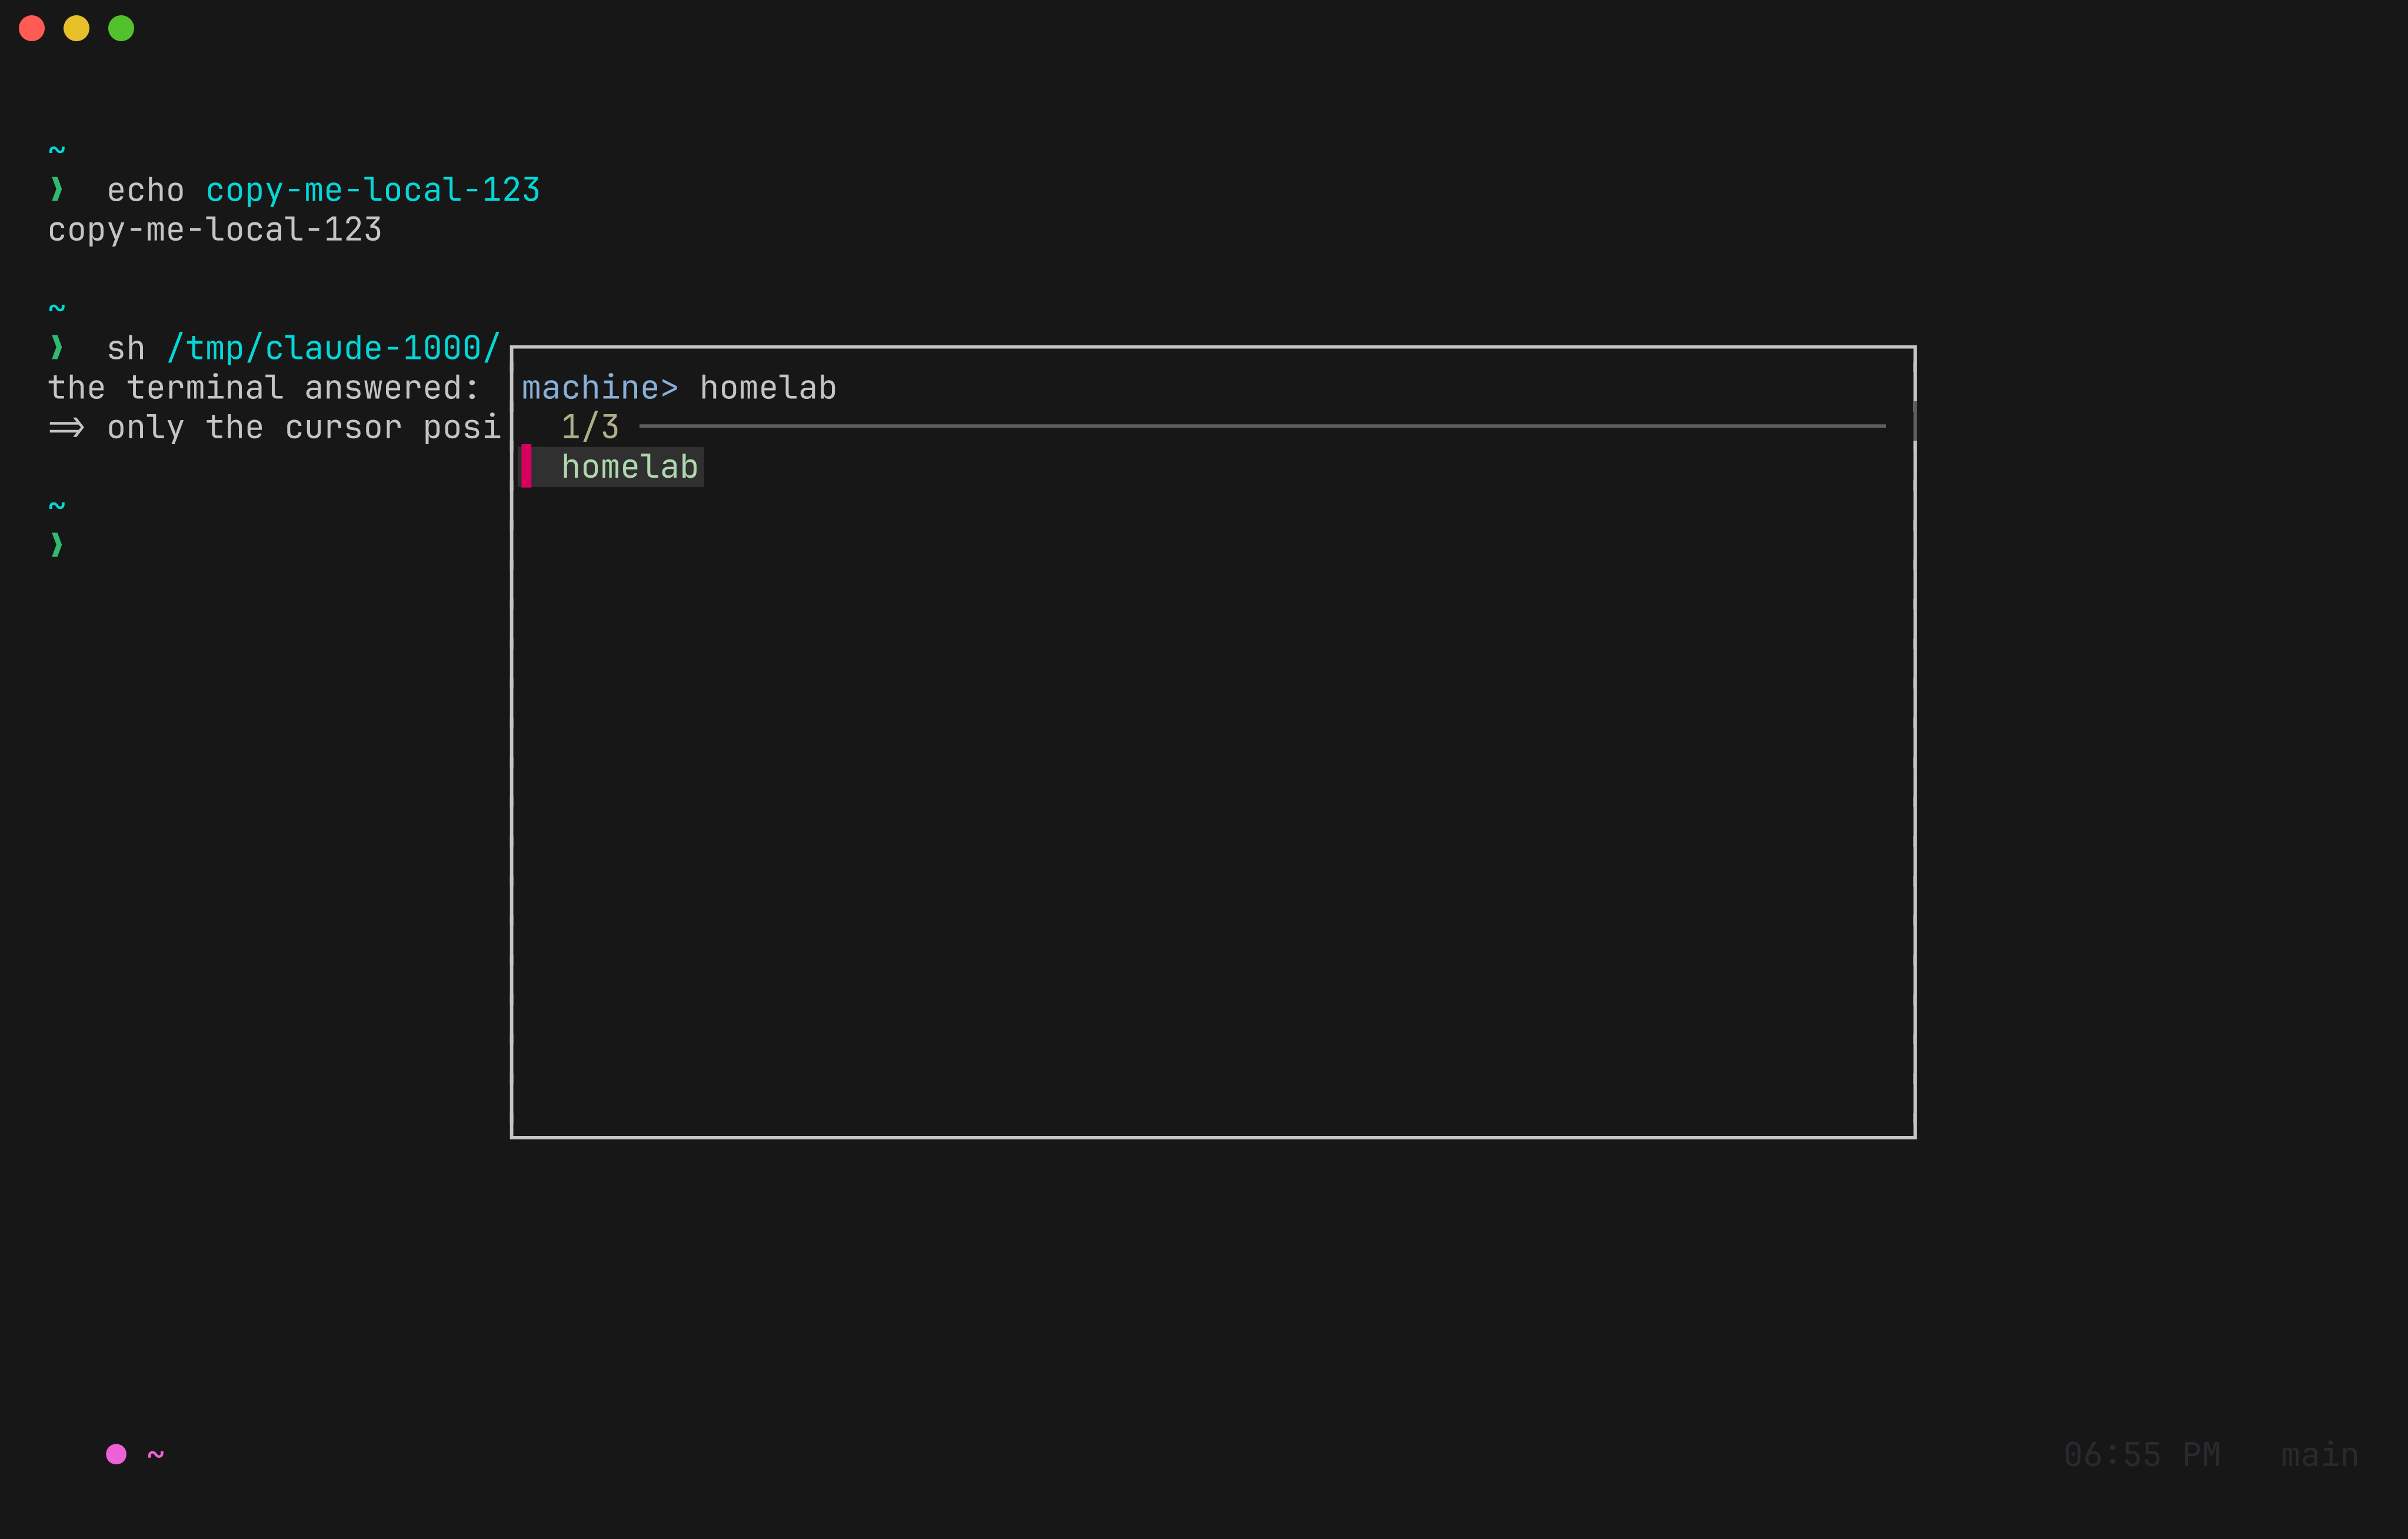 ~
❯ echo copy-me-local-123
copy-me-local-123
~
❯ sh /tmp/claude-1000/
the terminal answered:
⇒ only the cursor posi
~
❯
machine> homelab
1/3
homelab
● ~
06:55 PM main